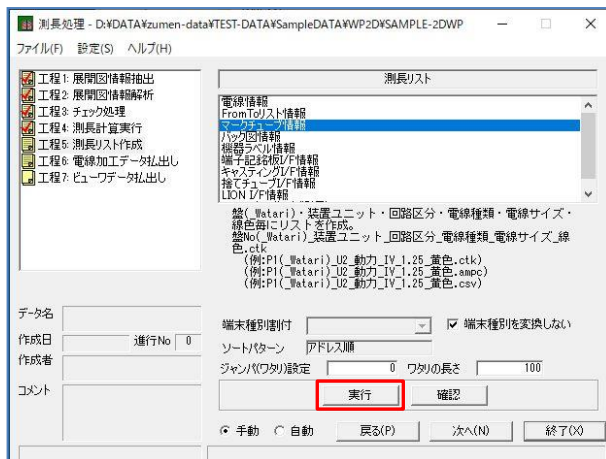 測長処理 - D:¥DATA¥zumen-data¥TEST-DATA¥SampleDATA¥WP2D¥SAMPLE-2DWP
ファイル(F) 設定(S) ヘルプ(H)
工程1: 展開図情報抽出
工程2: 展開図情報解析
工程3: チェック処理
工程4: 測長計算実行
工程5: 測長リスト作成
工程6: 電線加工データ払出し
工程7: ビューワデータ払出し
測長リスト
電線情報
FromToリスト情報
マークチューブ情報
パック図情報
機器ラベル情報
端子記銘板I/F情報
キャスティングI/F情報
捨てチューブI/F情報
LION I/F情報
盤(_Watari)・装置ユニット・回路区分・電線種類・電線サイズ・
線色毎にリストを作成。
盤No(_Watari)_装置ユニット_回路区分_電線種類_電線サイズ_線
色.ctk
(例:P1(_Watari)_U2_動力_IV_1.25_黄色.ctk)
(例:P1(_Watari)_U2_動力_IV_1.25_黄色.ampc)
(例:P1(_Watari)_U2_動力_IV_1.25_黄色.csv)
データ名
作成日 進行No 0
作成者
コメント
端末種別割付 端末種別を変換しない
ソートパターン アドレス順
ジャンパ(ワタリ)設定 0 ワタリの長さ 100
実行 確認
手動 自動 戻る(P) 次へ(N) 終了(X)